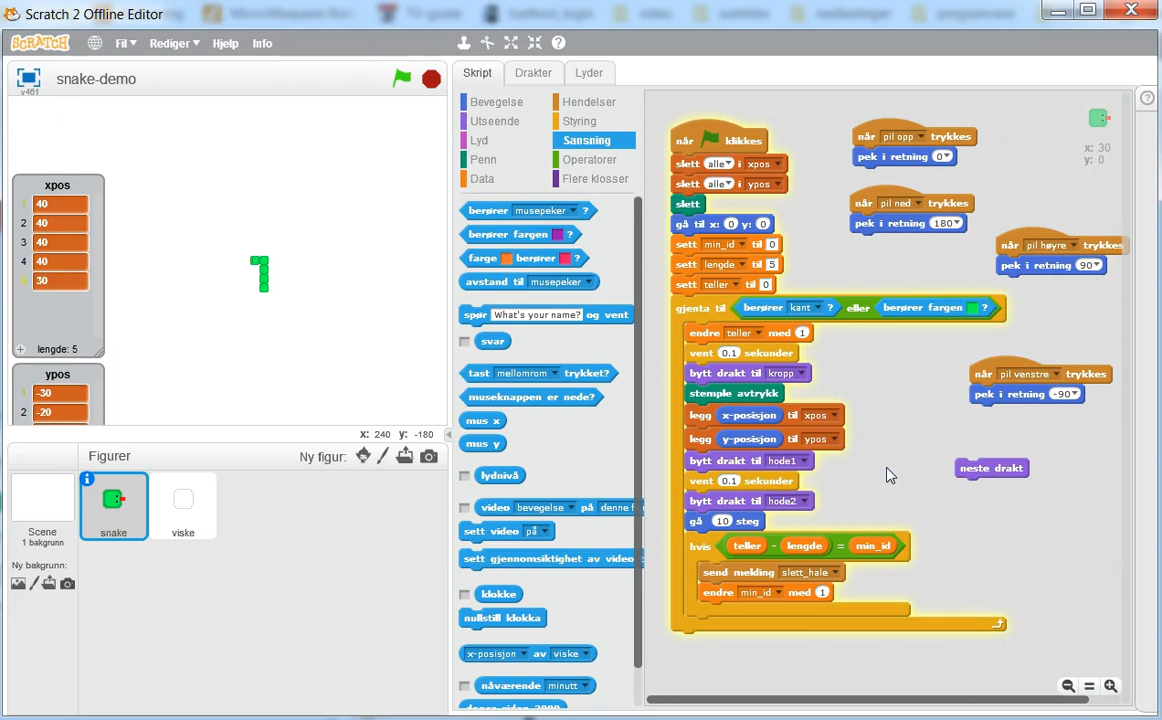 Scratch 2 Offline Editor
SCRATCH
Fil
Rediger
Hjelp
Info
snake-demo
v461
xpos
1 40
2 40
3 40
4 40
5 30
lengde: 5
ypos
1 -30
2 -20
x: 240 y: -180
Figurer
Ny figur:
Scene
1 bakgrunn
Ny bakgrunn:
snake
viske
Skript
Drakter
Lyder
Bevegelse
Utseende
Lyd
Penn
Data
Hendelser
Styring
Sansning
Operatorer
Flere klosser
berører musepeker ?
berører fargen ?
farge berører ?
avstand til musepeker
spør What's your name? og vent
svar
tast mellomrom trykket?
museknappen er nede?
mus x
mus y
lydnivå
video bevegelse på denne f
sett video på
sett gjennomsiktighet av video
klokke
nullstill klokka
x-posisjon av viske
nåværende minutt
når klikkes
slett alle i xpos
slett alle i ypos
slett
gå til x: 0 y: 0
sett min_id til 0
sett lengde til 5
sett teller til 0
gjenta til berører kant ? eller berører fargen ?
endre teller med 1
vent 0.1 sekunder
bytt drakt til kropp
stemple avtrykk
legg x-posisjon til xpos
legg y-posisjon til ypos
bytt drakt til hode1
vent 0.1 sekunder
bytt drakt til hode2
gå 10 steg
hvis teller - lengde = min_id
send melding slett_hale
endre min_id med 1
når pil opp trykkes
pek i retning 0
når pil ned trykkes
pek i retning 180
når pil høyre trykkes
pek i retning 90
når pil venstre trykkes
pek i retning -90
neste drakt
x: 30
y: 0